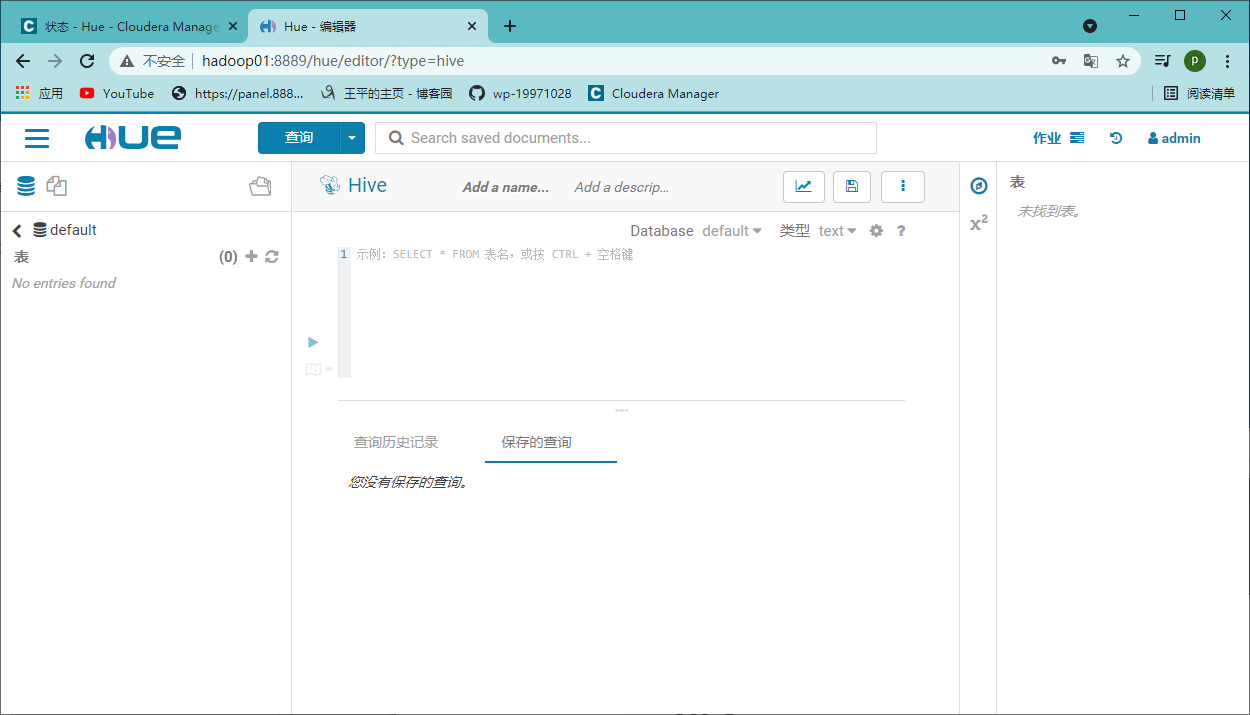 状态 - Hue - Cloudera Manage
Hue - 编辑器
不安全 hadoop01:8889/hue/editor/?type=hive
P
应用 YouTube https://panel.888... 王平的主页 - 博客园 wp-19971028 C Cloudera Manager 阅读清单
HUE 查询 Search saved documents... 作业 admin
Hive Add a name... Add a descrip... 表
default Database default 类型 text ? x² 未找到表。
表 (0) 1 示例: SELECT * FROM 表名，或按 CTRL + 空格键
No entries found
查询历史记录 保存的查询
您没有保存的查询。